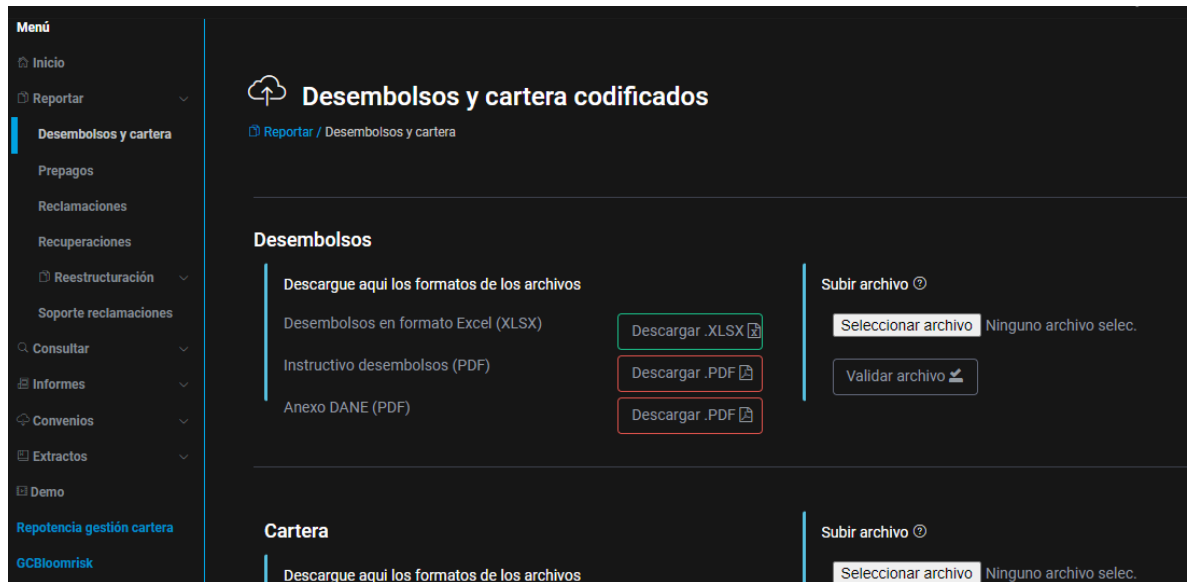 Menú
Inicio
Reportar
Desembolsos y cartera
Prepagos
Reclamaciones
Recuperaciones
Reestructuración
Soporte reclamaciones
Consultar
Informes
Convenios
Extractos
Demo
Repotencia gestión cartera
GCBloomrisk
Desembolsos y cartera codificados
Reportar / Desembolsos y cartera
Desembolsos
Descargue aqui los formatos de los archivos
Desembolsos en formato Excel (XLSX)
Descargar .XLSX
Instructivo desembolsos (PDF)
Descargar .PDF
Anexo DANE (PDF)
Descargar .PDF
Subir archivo
Seleccionar archivo Ninguno archivo selec.
Validar archivo
Cartera
Descargue aqui los formatos de los archivos
Subir archivo
Seleccionar archivo Ninguno archivo selec.